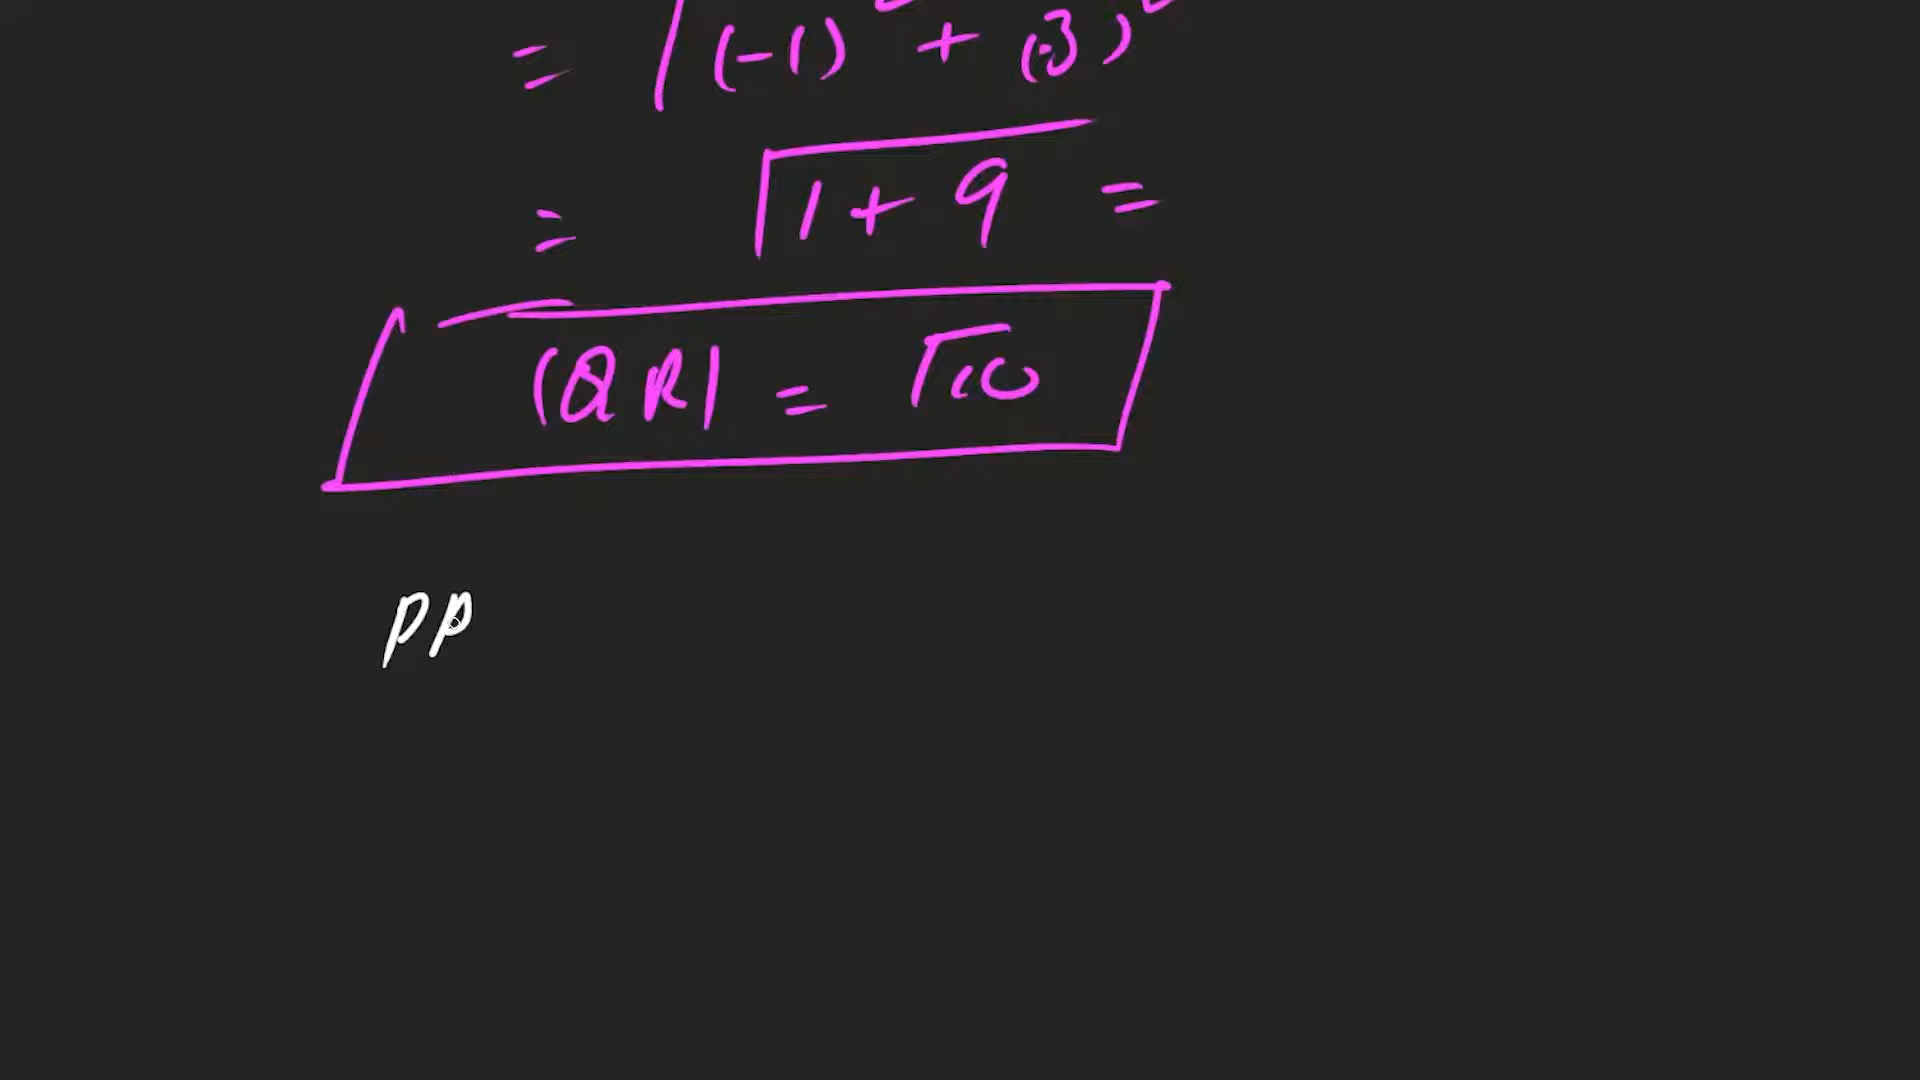 = √(-1)² + (-3)²
= √1 + 9 =
|QR| = √10
PP